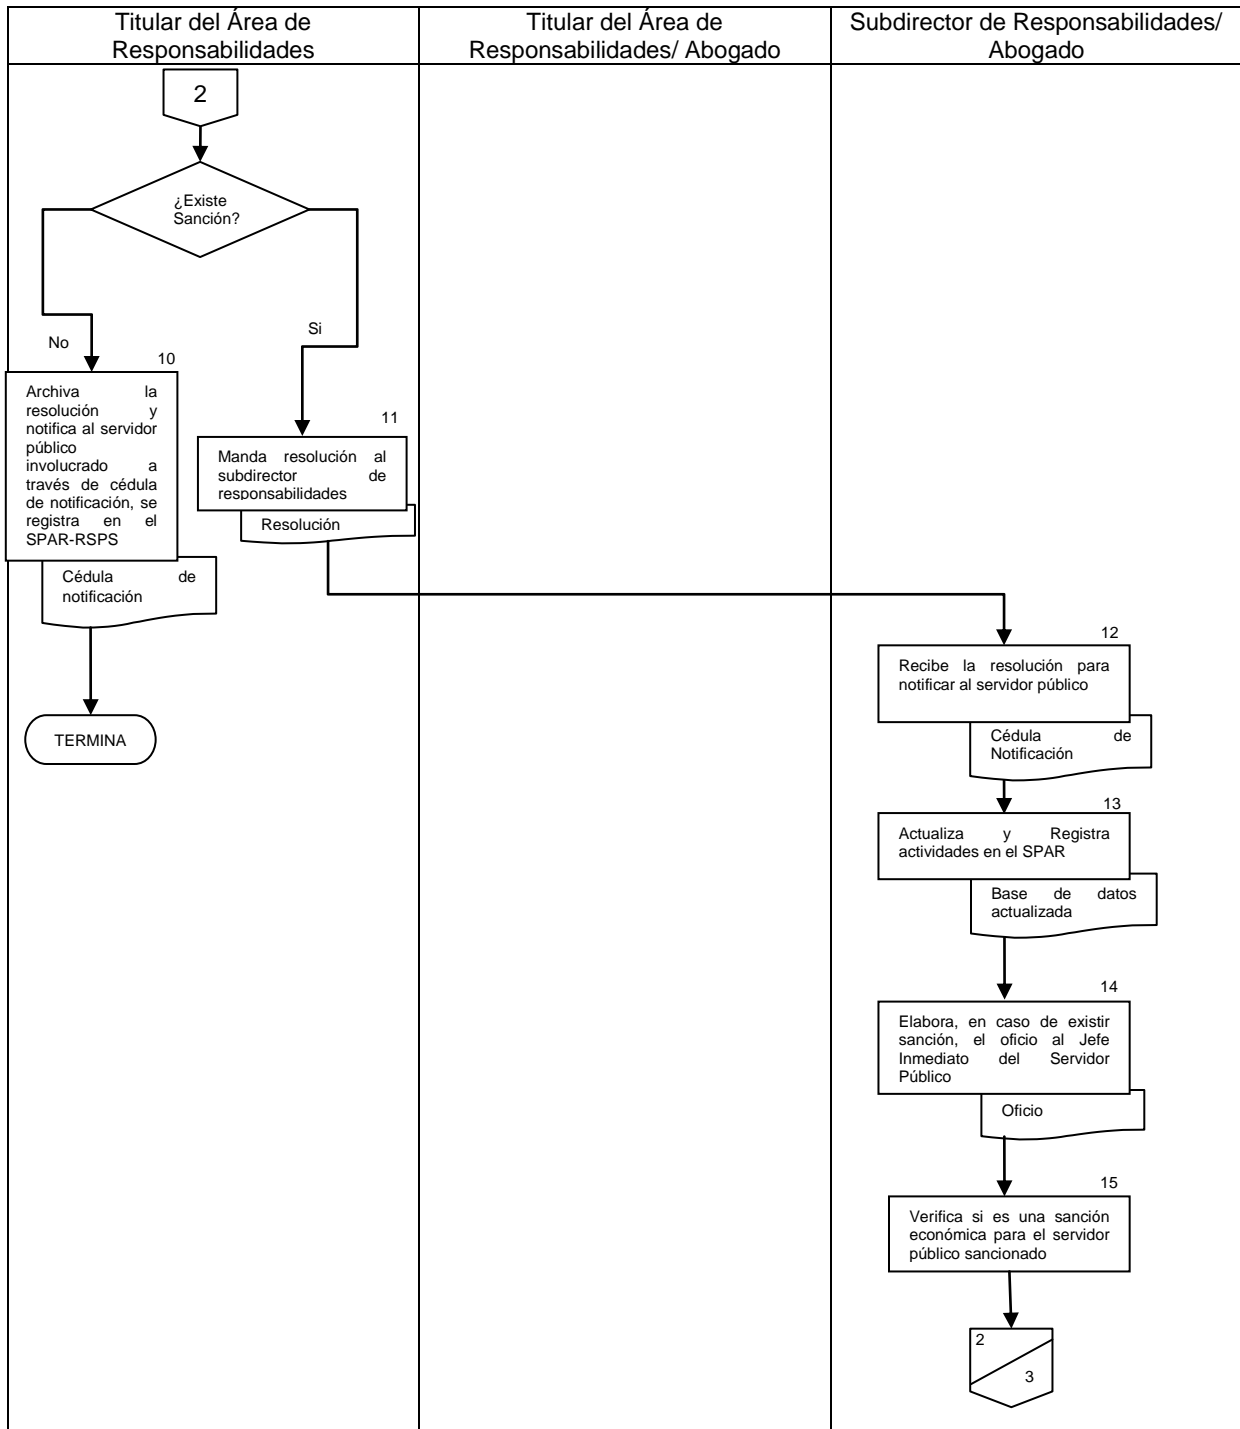 Titular del Área de
Responsabilidades
Titular del Área de
Responsabilidades/ Abogado
Subdirector de Responsabilidades/
Abogado
2
¿Existe
Sanción?
No
Si
10
Archiva la
resolución y
notifica al servidor
público
involucrado a
través de cédula
de notificación, se
registra en el
SPAR-RSPS
Cédula de
notificación
TERMINA
11
Manda resolución al
subdirector de
responsabilidades
Resolución
12
Recibe la resolución para
notificar al servidor público
Cédula de
Notificación
13
Actualiza y Registra
actividades en el SPAR
Base de datos
actualizada
14
Elabora, en caso de existir
sanción, el oficio al Jefe
Inmediato del Servidor
Público
Oficio
15
Verifica si es una sanción
económica para el servidor
público sancionado
2
3